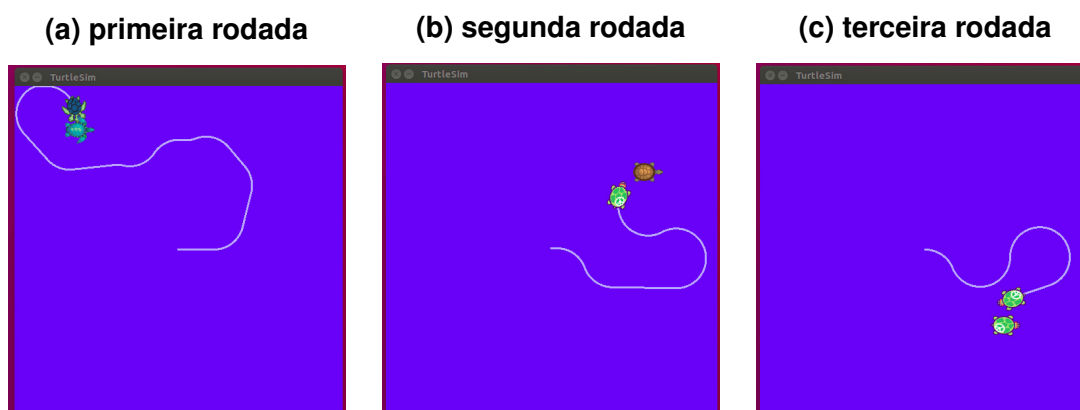 (a) primeira rodada
(b) segunda rodada
(c) terceira rodada
TurtleSim
TurtleSim
TurtleSim